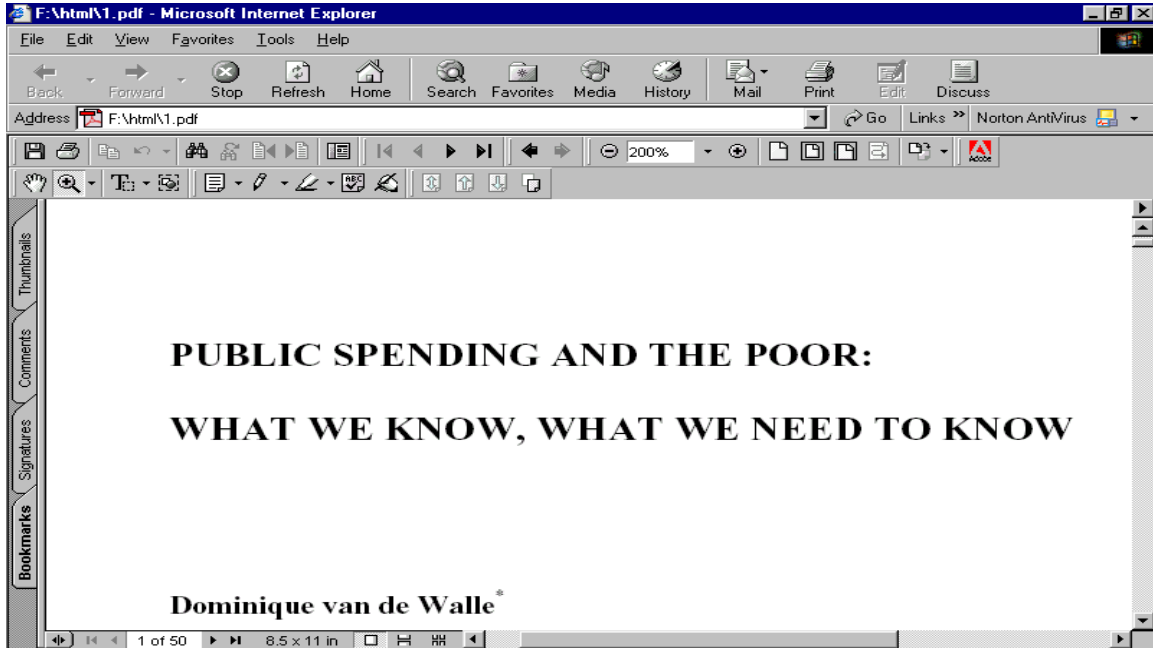 F:\html\1.pdf - Microsoft Internet Explorer
File Edit View Favorites Tools Help
Back Forward Stop Refresh Home Search Favorites Media History Mail Print Edit Discuss
Address F:\html\1.pdf Go Links » Norton AntiVirus
200% Adobe
T ABC
Thumbnails
Comments
Signatures
Bookmarks
PUBLIC SPENDING AND THE POOR:
WHAT WE KNOW, WHAT WE NEED TO KNOW
Dominique van de Walle*
1 of 50 8.5 x 11 in